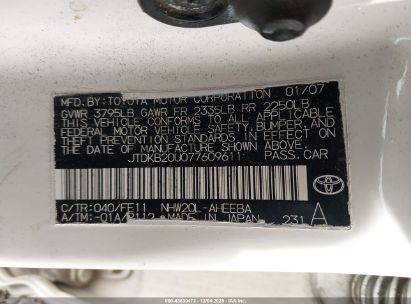 MFD. BY: TOYOTA MOTOR CORPORATION 01/07
GVWR 3795LB GAWR FR 2335LB RR 2250LB
THIS VEHICLE CONFORMS TO ALL APPLICABLE
FEDERAL MOTOR VEHICLE SAFETY, BUMPER, AND
THEFT PREVENTION STANDARDS IN EFFECT ON
THE DATE OF MANUFACTURE SHOWN ABOVE.
JTDKB20U077609611 PASS. CAR
C/TR: 040/FE11 NHW20L-AHEEBA
A/TM: -01A/P112 MADE IN JAPAN 231 A
TOYOTA